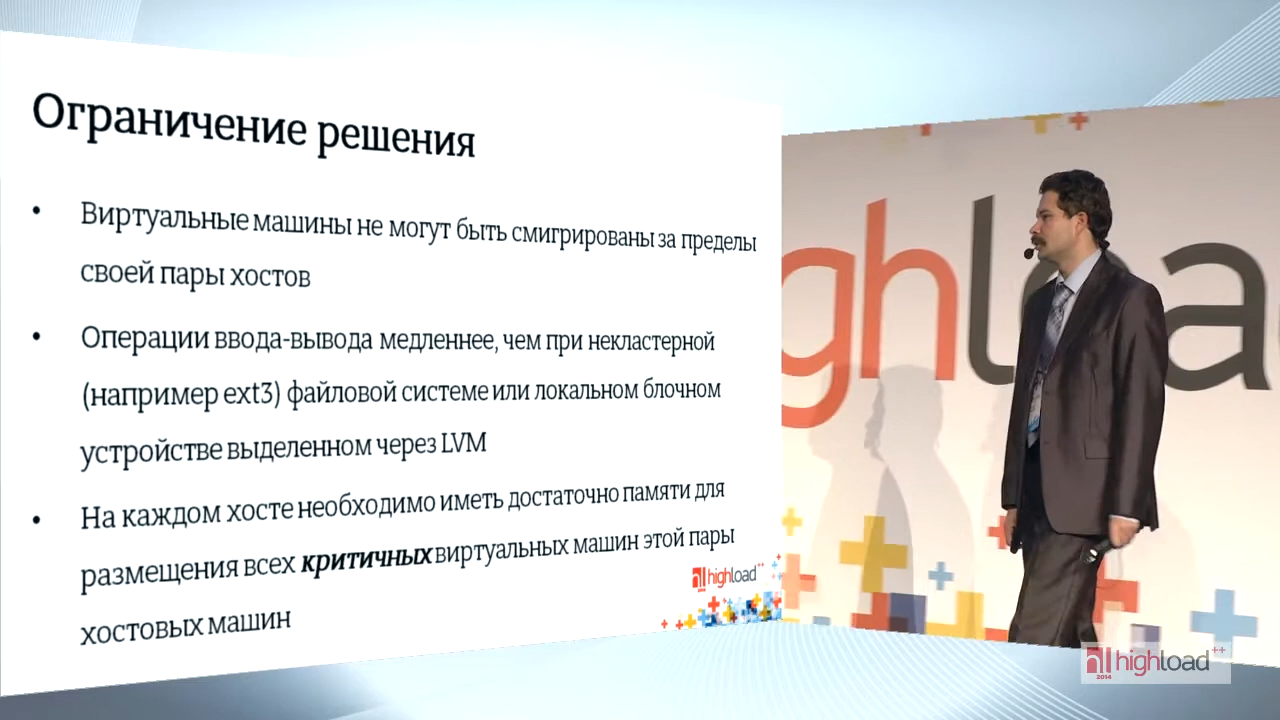 Ограничение решения
• Виртуальные машины не могут быть смигрированы за пределы
своей пары хостов
• Операции ввода-вывода медленнее, чем при некластерной
(например ext3) файловой системе или локальном блочном
устройстве выделенном через LVM
• На каждом хосте необходимо иметь достаточно памяти для
размещения всех критичных виртуальных машин этой пары
хостовых машин
highload++
ghloa
highload++
2014